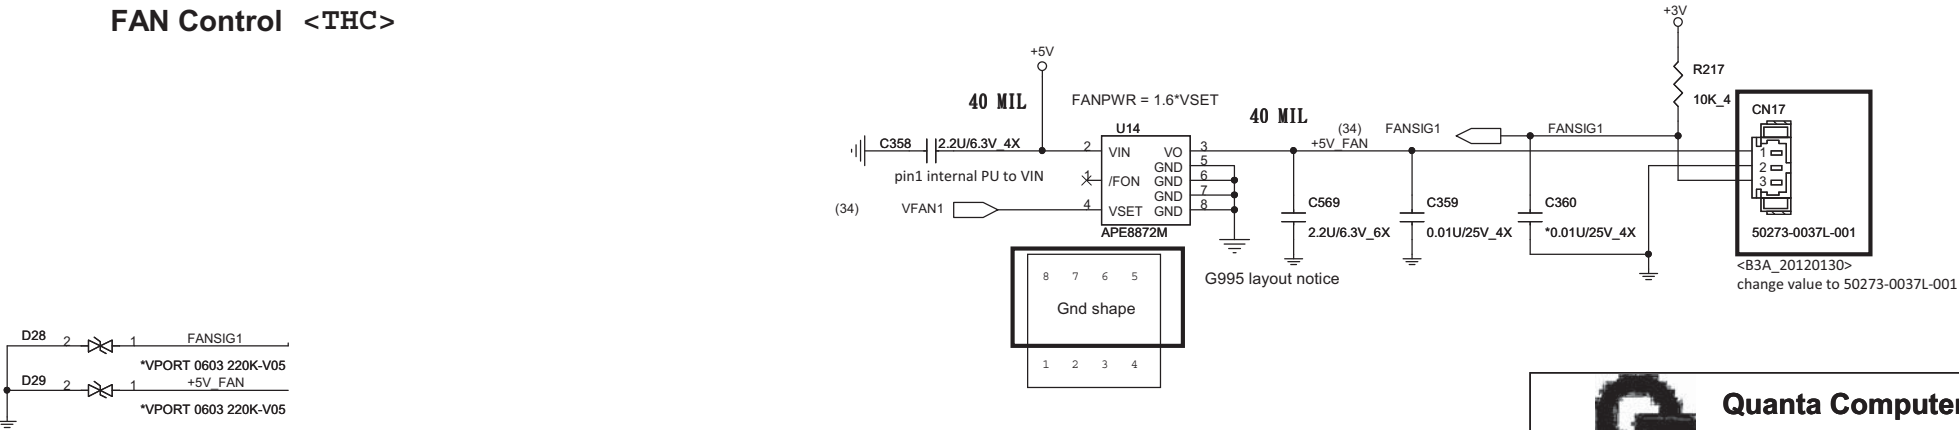 FAN Control <THC>
+3V
+5V
R217
10K_4
40 MIL
FANPWR = 1.6*VSET
40 MIL
CN17
U14
(34)
FANSIG1
FANSIG1
+5V_FAN
C358
2.2U/6.3V_4X
2
VIN
VO
3
GND
5
pin1 internal PU to VIN
1
/FON
GND
6
GND
7
(34)
VFAN1
4
VSET
GND
8
APE8872M
1
2
3
C569
2.2U/6.3V_6X
C359
0.01U/25V_4X
C360
*0.01U/25V_4X
50273-0037L-001
<B3A_20120130>
change value to 50273-0037L-001
G995 layout notice
8 7 6 5
Gnd shape
1 2 3 4
D28
2
1
FANSIG1
*VPORT 0603 220K-V05
D29
2
1
+5V_FAN
*VPORT 0603 220K-V05
Quanta Computer